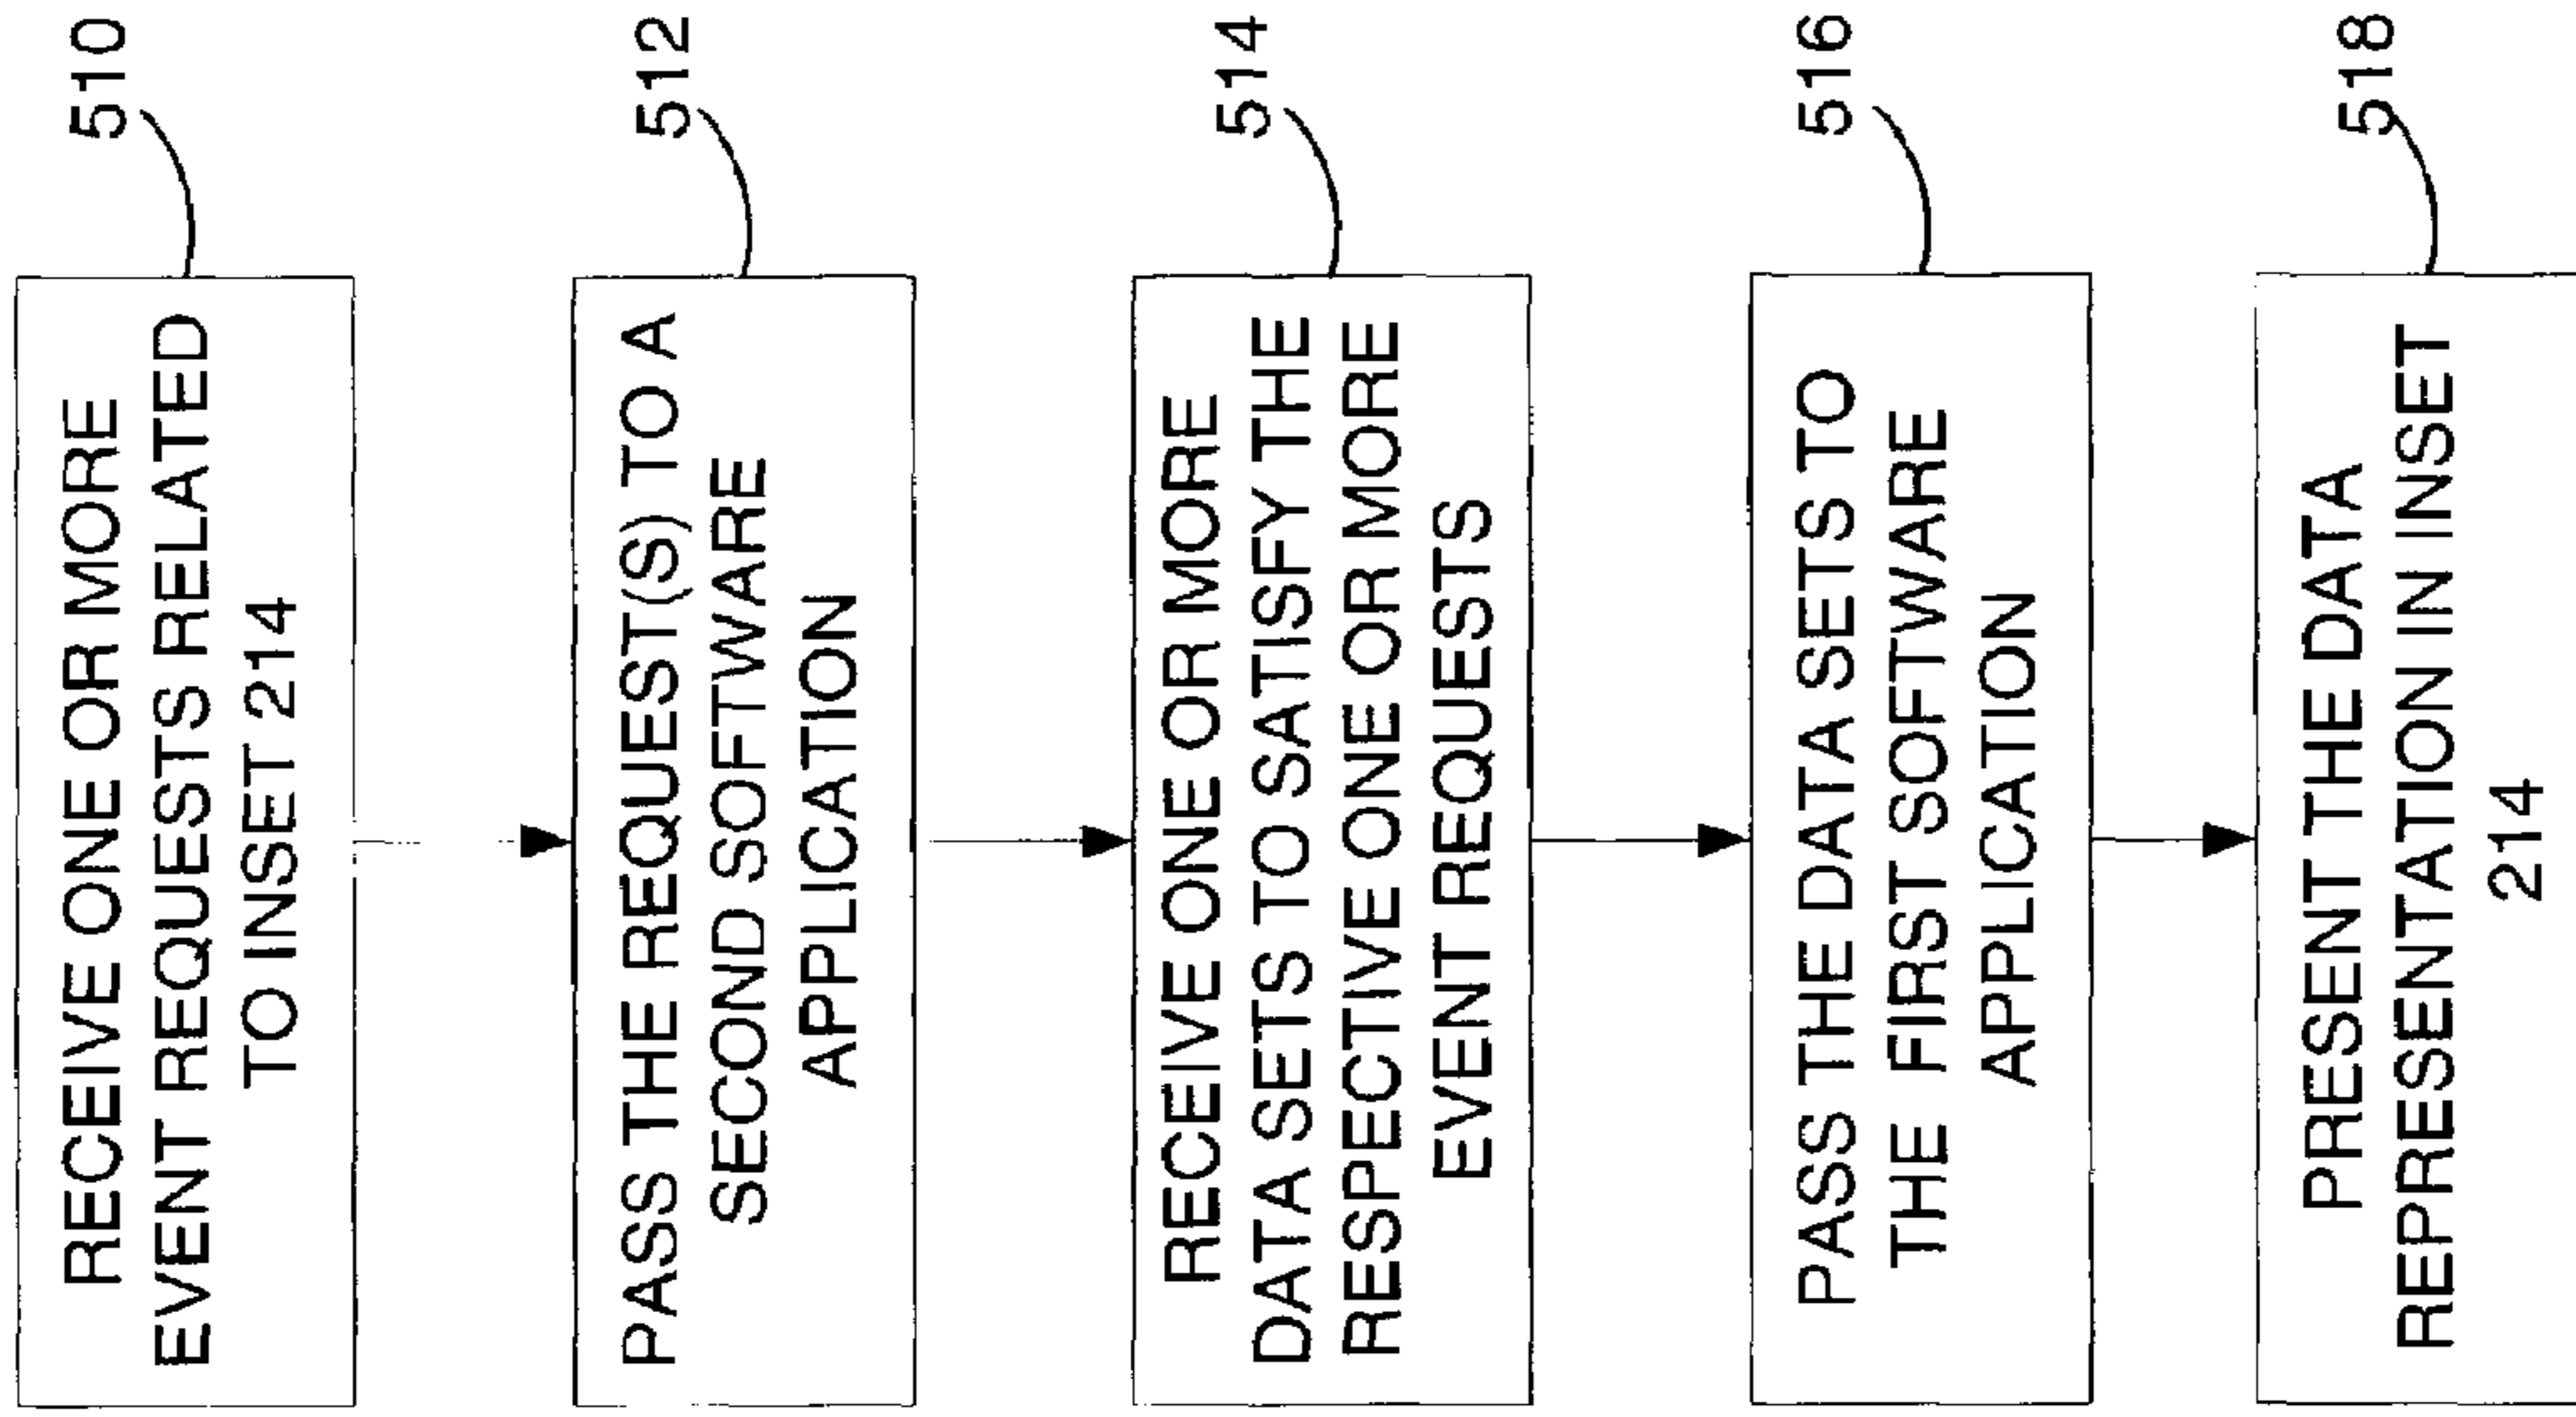 RECEIVE ONE OR MORE
EVENT REQUESTS RELATED
TO INSET 214
510
PASS THE REQUEST(S) TO A
SECOND SOFTWARE
APPLICATION
512
RECEIVE ONE OR MORE
DATA SETS TO SATISFY THE
RESPECTIVE ONE OR MORE
EVENT REQUESTS
514
PASS THE DATA SETS TO
THE FIRST SOFTWARE
APPLICATION
516
PRESENT THE DATA
REPRESENTATION IN INSET
214
518